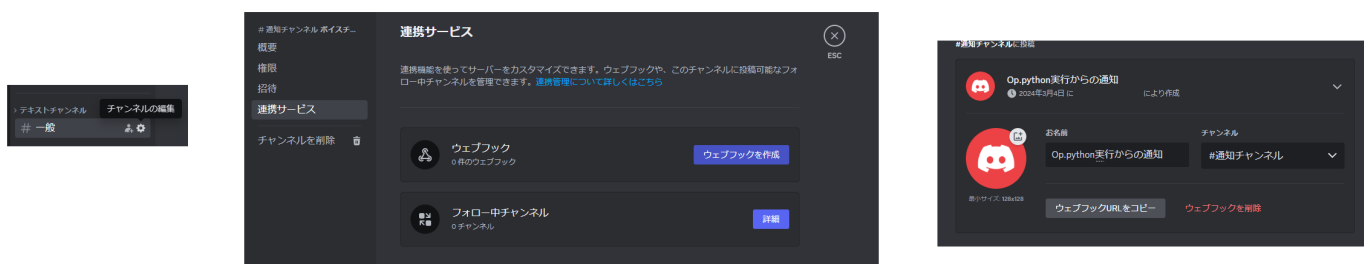 テキストチャンネル
チャンネルの編集
# 一般
# 通知チャンネル ボイスチ...
概要
権限
招待
連携サービス
チャンネルを削除
連携サービス
ESC
連携機能を使ってサーバーをカスタマイズできます。ウェブフックや、このチャンネルに投稿可能なフォ
ロー中チャンネルを管理できます。連携管理について詳しくはこちら
ウェブフック
0 件のウェブフック
ウェブフックを作成
フォロー中チャンネル
0 チャンネル
詳細
#通知チャンネルに投稿
Op.python実行からの通知
2024年3月4日 に により作成
お名前
チャンネル
Op.python実行からの通知
#通知チャンネル
最小サイズ: 128x128
ウェブフックURLをコピー
ウェブフックを削除